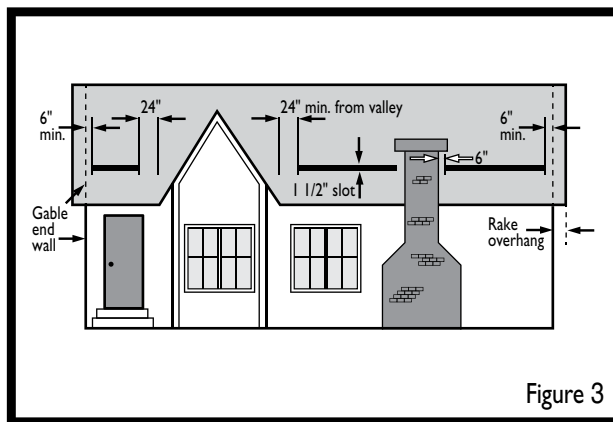 6"
min.
24"
24" min. from valley
6"
min.
6"
1 1/2" slot
Gable
end
wall
Rake
overhang
Figure 3